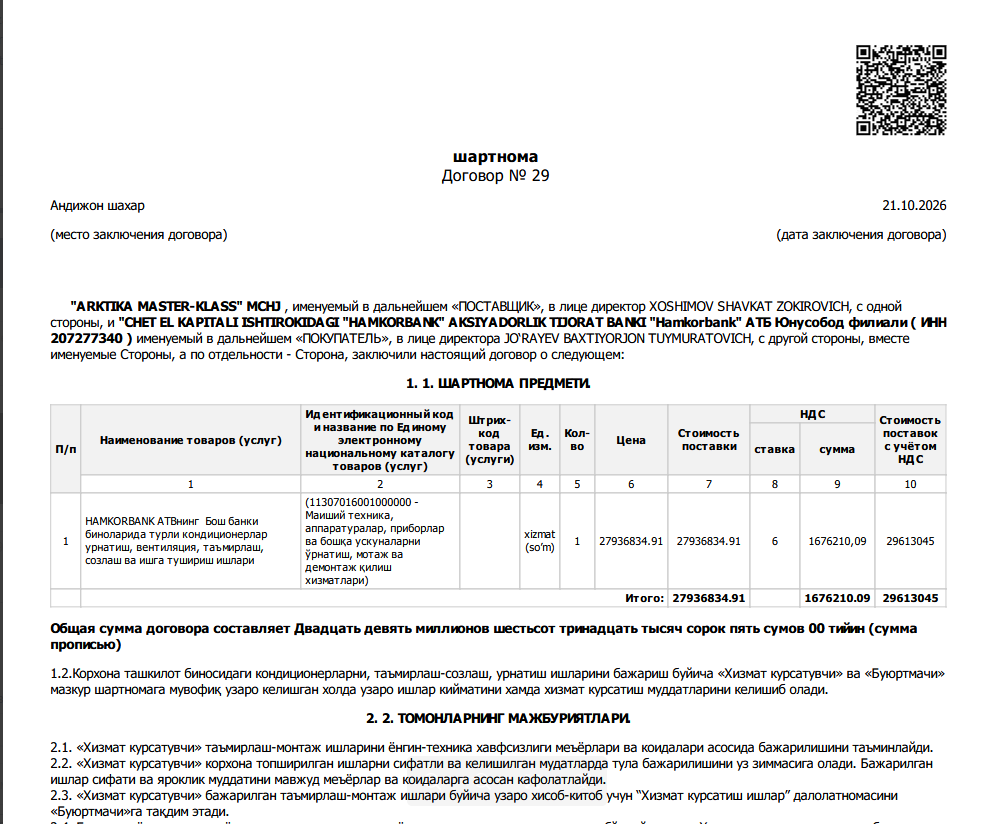 шартнома
Договор № 29
Андижон шахар 21.10.2026
(место заключения договора) (дата заключения договора)
"ARKTIKA MASTER-KLASS" MCHJ , именуемый в дальнейшем «ПОСТАВЩИК», в лице директор XOSHIMOV SHAVKAT ZOKIROVICH, с одной
стороны, и "CHET EL KAPITALI ISHTIROKIDAGI "HAMKORBANK" AKSIYADORLIK TIJORAT BANKI "Hamkorbank" АТБ Юнусобод филиали ( ИНН
207277340 ) именуемый в дальнейшем «ПОКУПАТЕЛЬ», в лице директора JO'RAYEV BAXTIYORJON TUYMURATOVICH, с другой стороны, вместе
именуемые Стороны, а по отдельности - Сторона, заключили настоящий договор о следующем:
1. 1. ШАРТНОМА ПРЕДМЕТИ.
П/п
Наименование товаров (услуг)
Идентификационный код
и название по Единому
электронному
национальному каталогу
товаров (услуг)
Штрих-
код
товара
(услуги)
Ед.
изм.
Кол-
во
Цена
Стоимость
поставки
НДС
ставка
сумма
Стоимость
поставок
с учётом
НДС
1 2 3 4 5 6 7 8 9 10
1
HAMKORBANK АТВнинг Бош банки
биноларида турли кондиционерлар
урнатиш, вентиляция, таъмирлаш,
созлаш ва ишга тушириш ишлари
(11307016001000000 -
Маиший техника,
аппаратуралар, приборлар
ва бошқа ускуналарни
ўрнатиш, мотаж ва
демонтаж қилиш
хизматлари)
xizmat
(so'm)
1
27936834.91
27936834.91
6
1676210,09
29613045
Итого: 27936834.91 1676210.09 29613045
Общая сумма договора составляет Двадцать девять миллионов шестьсот тринадцать тысяч сорок пять сумов 00 тийин (сумма
прописью)
1.2.Корхона ташкилот биносидаги кондиционерларни, таъмирлаш-созлаш, урнатиш ишларини бажариш буйича «Хизмат курсатувчи» ва «Буюртмачи»
мазкур шартномага мувофиқ узаро келишган холда узаро ишлар кийматини хамда хизмат курсатиш муддатларини келишиб олади.
2. 2. ТОМОНЛАРНИНГ МАЖБУРИЯТЛАРИ.
2.1. «Хизмат курсатувчи» таъмирлаш-монтаж ишларини ёнгин-техника хавфсизлиги меъёрлари ва коидалари асосида бажарилишини таъминлайди.
2.2. «Хизмат курсатувчи» корхона топширилган ишларни сифатли ва келишилган мудатларда тула бажарилишини уз зиммасига олади. Бажарилган
ишлар сифати ва яроклик муддатини мавжуд меъёрлар ва коидаларга асосан кафолатлайди.
2.3. «Хизмат курсатувчи» бажарилган таъмирлаш-монтаж ишлари буйича узаро хисоб-китоб учун “Хизмат курсатиш ишлар” далолатномасини
«Буюртмачи»га тақдим этади.